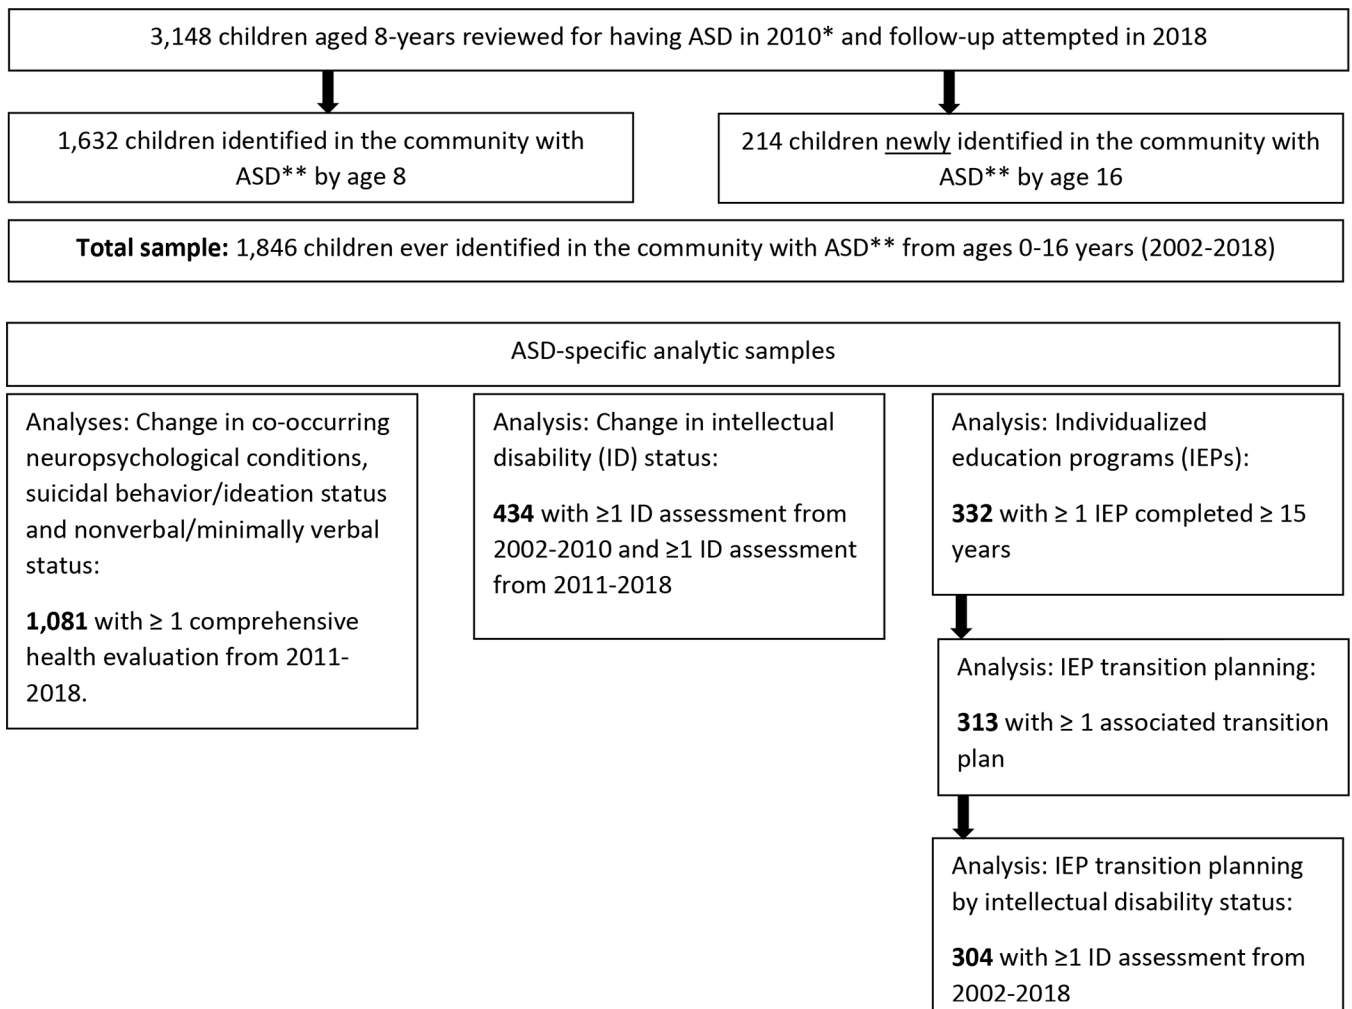 3,148 children aged 8-years reviewed for having ASD in 2010* and follow-up attempted in 2018
1,632 children identified in the community with
ASD** by age 8
214 children newly identified in the community with
ASD** by age 16
Total sample: 1,846 children ever identified in the community with ASD** from ages 0-16 years (2002-2018)
ASD-specific analytic samples
Analyses: Change in co-occurring
neuropsychological conditions,
suicidal behavior/ideation status
and nonverbal/minimally verbal
status:
1,081 with ≥ 1 comprehensive
health evaluation from 2011-
2018.
Analysis: Change in intellectual
disability (ID) status:
434 with ≥1 ID assessment from
2002-2010 and ≥1 ID assessment
from 2011-2018
Analysis: Individualized
education programs (IEPs):
332 with ≥ 1 IEP completed ≥ 15
years
Analysis: IEP transition planning:
313 with ≥ 1 associated transition
plan
Analysis: IEP transition planning
by intellectual disability status:
304 with ≥1 ID assessment from
2002-2018